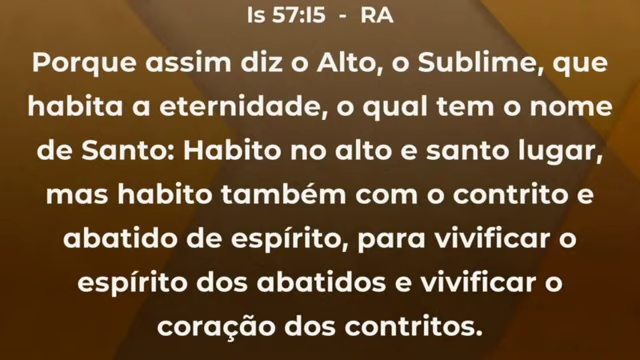 Is 57:15 - RA
Porque assim diz o Alto, o Sublime, que
habita a eternidade, o qual tem o nome
de Santo: Habito no alto e santo lugar,
mas habito também com o contrito e
abatido de espírito, para vivificar o
espírito dos abatidos e vivificar o
coração dos contritos.